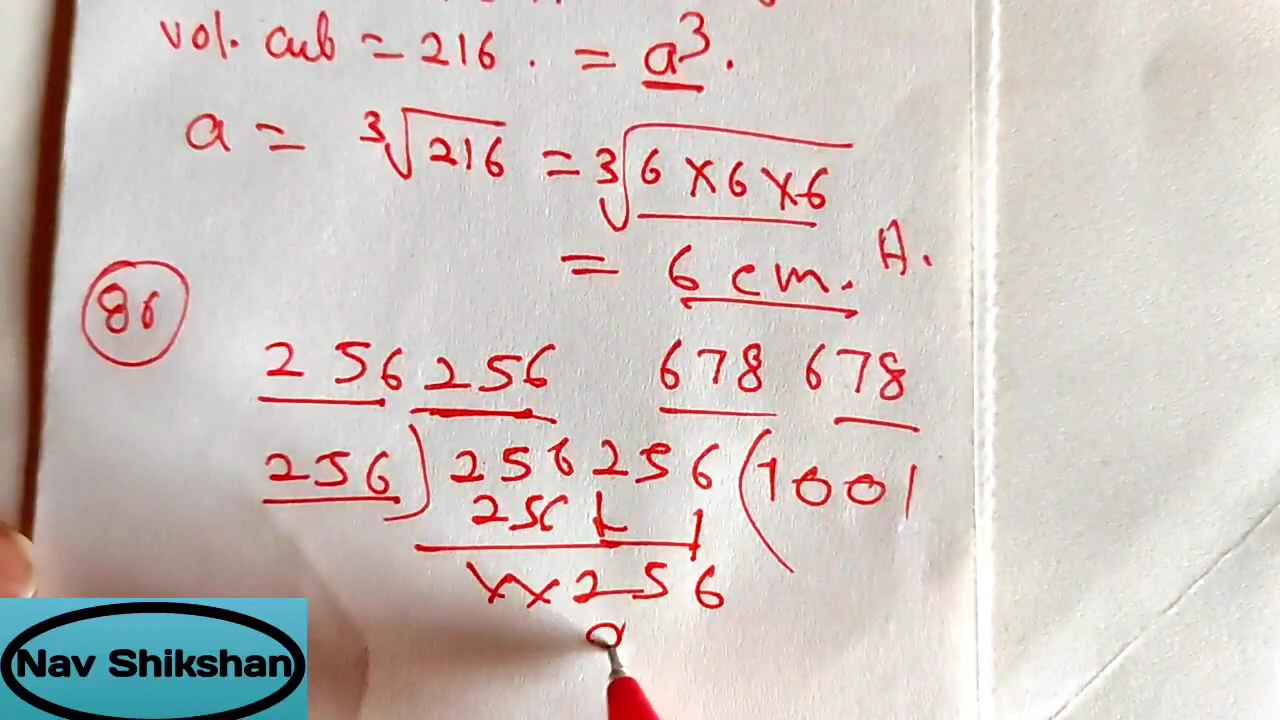 vol. cub = 216 . = a³.
a = ³√216 = ³√6 × 6 × 6
= 6 cm. A.
86
256 256 678 678
256) 256256 (1001
256
××256
Nav Shikshan